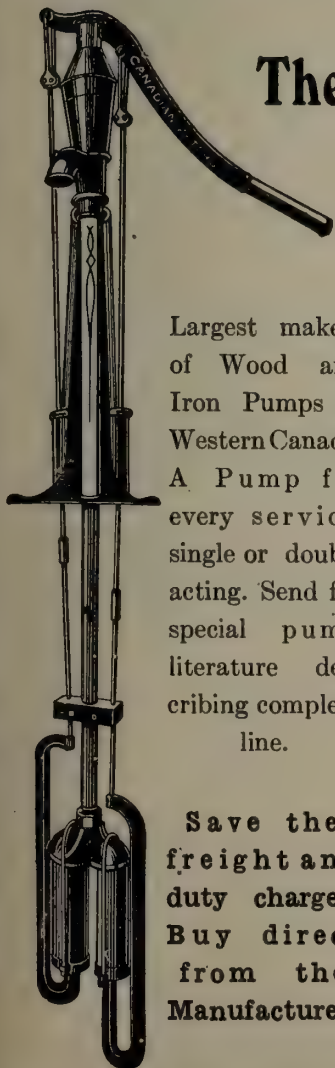 The
CANADIAN
Largest make
of Wood a
Iron Pumps
Western Canad
A Pump f
every servic
single or doub
acting. Send f
special pum
literature de
cribing comple
line.
Save the
freight an
duty charge
Buy direc
from the
Manufacture